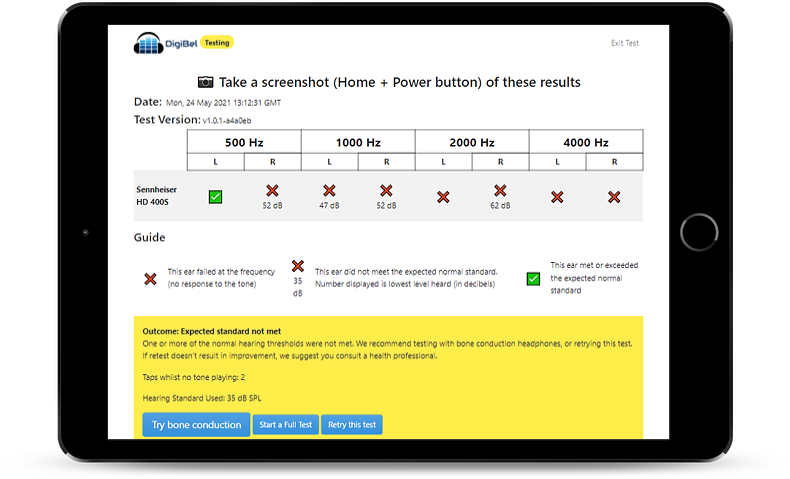 DigiBel Testing
Exit Test
Take a screenshot (Home + Power button) of these results
Date: Mon, 24 May 2021 13:12:31 GMT
Test Version: v1.0.1-a4a0eb
500 Hz 1000 Hz 2000 Hz 4000 Hz
L R L R L R L R
Sennheiser
HD 400S
52 dB 47 dB 52 dB 62 dB
Guide
This ear failed at the frequency
(no response to the tone)
35
dB
This ear did not meet the expected normal standard.
Number displayed is lowest level heard (in decibels)
This ear met or exceeded
the expected normal
standard
Outcome: Expected standard not met
One or more of the normal hearing thresholds were not met. We recommend testing with bone conduction headphones, or retrying this test.
If retest doesn't result in improvement, we suggest you consult a health professional.
Taps whilst no tone playing: 2
Hearing Standard Used: 35 dB SPL
Try bone conduction Start a Full Test Retry this test